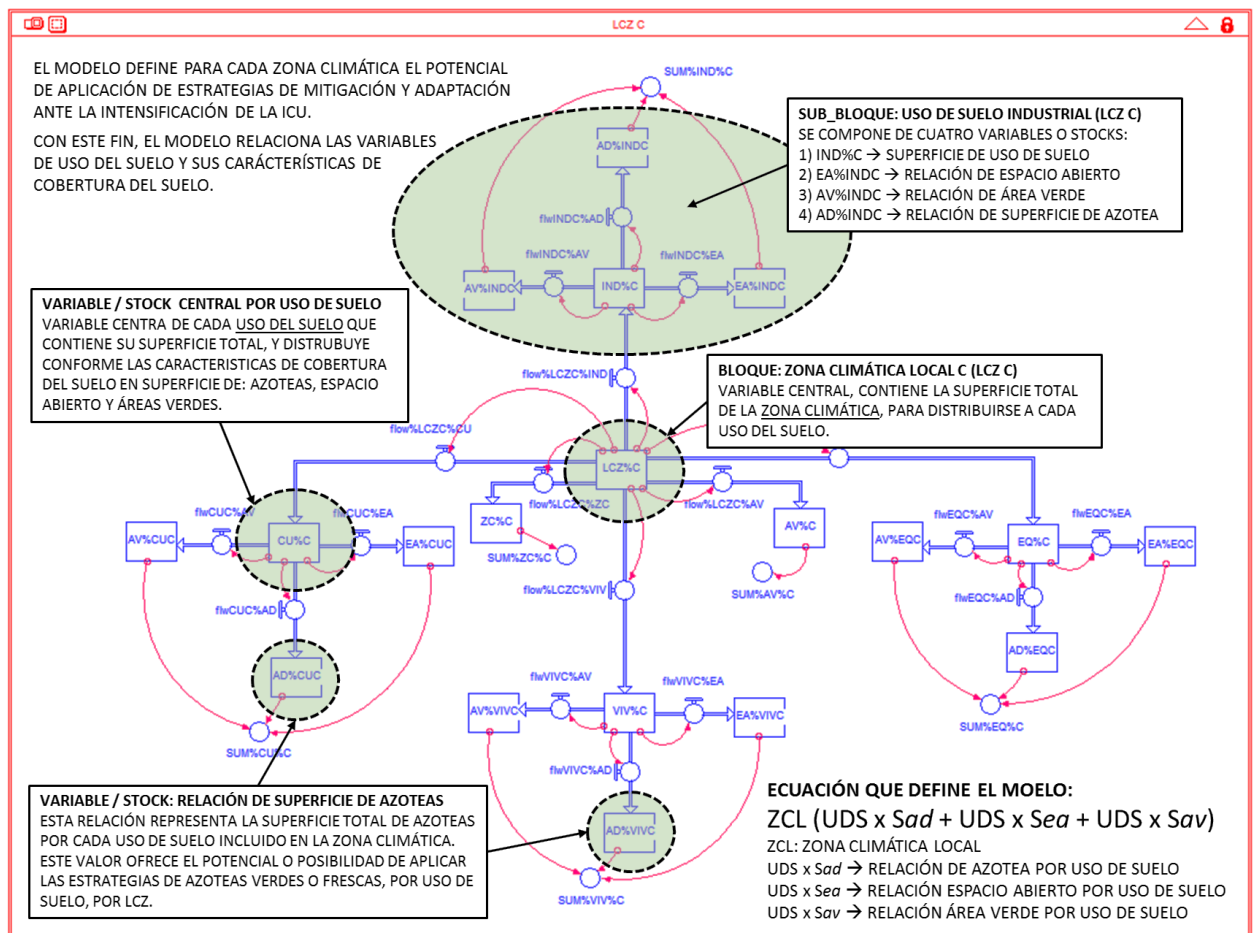 LCZ C
EL MODELO DEFINE PARA CADA ZONA CLIMÁTICA EL POTENCIAL
DE APLICACIÓN DE ESTRATEGIAS DE MITIGACIÓN Y ADAPTACIÓN
ANTE LA INTENSIFICACIÓN DE LA ICU.
CON ESTE FIN, EL MODELO RELACIONA LAS VARIABLES
DE USO DEL SUELO Y SUS CARÁCTERÍSTICAS DE
COBERTURA DEL SUELO.
SUM%IND%C
SUB_BLOQUE: USO DE SUELO INDUSTRIAL (LCZ C)
SE COMPONE DE CUATRO VARIABLES O STOCKS:
1) IND%C → SUPERFICIE DE USO DE SUELO
2) EA%INDC → RELACIÓN DE ESPACIO ABIERTO
3) AV%INDC → RELACIÓN DE ÁREA VERDE
4) AD%INDC → RELACIÓN DE SUPERFICIE DE AZOTEA
AD%INDC
flwINDC%AD
flwINDC%AV
flwINDC%EA
AV%INDC
IND%C
EA%INDC
VARIABLE / STOCK CENTRAL POR USO DE SUELO
VARIABLE CENTRA DE CADA USO DEL SUELO QUE
CONTIENE SU SUPERFICIE TOTAL, Y DISTRUBUYE
CONFORME LAS CARACTERISTICAS DE COBERTURA
DEL SUELO EN SUPERFICIE DE: AZOTEAS, ESPACIO
ABIERTO Y ÁREAS VERDES.
BLOQUE: ZONA CLIMÁTICA LOCAL C (LCZ C)
VARIABLE CENTRAL, CONTIENE LA SUPERFICIE TOTAL
DE LA ZONA CLIMÁTICA, PARA DISTRIBUIRSE A CADA
USO DEL SUELO.
flow%LCZC%IND
flow%LCZC%CU
LCZ%C
flow%LCZC%ZC
flow%LCZC%AV
ZC%C
AV%C
SUM%ZC%C
SUM%AV%C
flow%LCZC%VIV
flwCUC%AV
flwCUC%EA
AV%CUC
CU%C
EA%CUC
flwCUC%AD
AD%CUC
SUM%CU%C
flwEQC%AV
flwEQC%EA
AV%EQC
EQ%C
EA%EQC
flwEQC%AD
AD%EQC
SUM%EQ%C
flwVIVC%AV
flwVIVC%EA
AV%VIVC
VIV%C
EA%VIVC
flwVIVC%AD
AD%VIVC
SUM%VIV%C
VARIABLE / STOCK: RELACIÓN DE SUPERFICIE DE AZOTEAS
ESTA RELACIÓN REPRESENTA LA SUPERFICIE TOTAL DE AZOTEAS
POR CADA USO DE SUELO INCLUIDO EN LA ZONA CLIMÁTICA.
ESTE VALOR OFRECE EL POTENCIAL O POSIBILIDAD DE APLICAR
LAS ESTRATEGIAS DE AZOTEAS VERDES O FRESCAS, POR USO DE
SUELO, POR LCZ.
ECUACIÓN QUE DEFINE EL MOELO:
ZCL (UDS x Sad + UDS x Sea + UDS x Sav)
ZCL: ZONA CLIMÁTICA LOCAL
UDS x Sad → RELACIÓN DE AZOTEA POR USO DE SUELO
UDS x Sea → RELACIÓN ESPACIO ABIERTO POR USO DE SUELO
UDS x Sav → RELACIÓN ÁREA VERDE POR USO DE SUELO